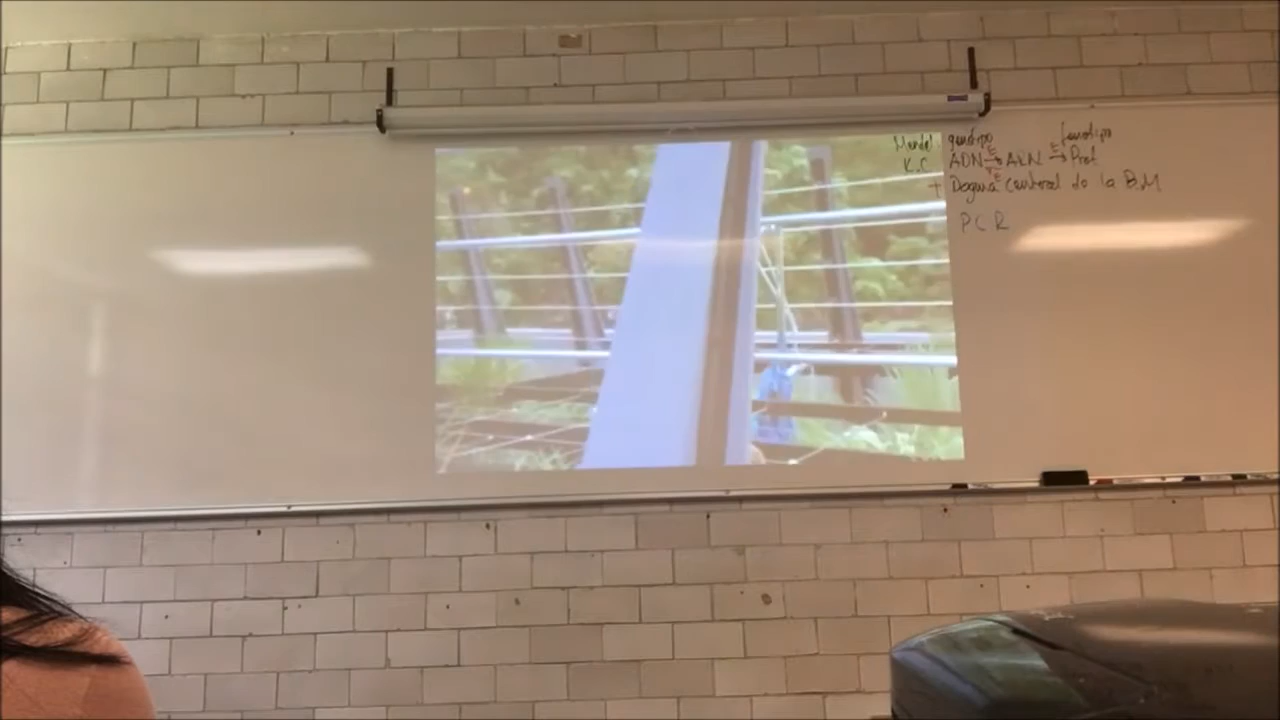 Mendel: genotipo fenotipo
K.C. ADN E→ ARN E→ Prot
Dogma central de la B.M
PCR